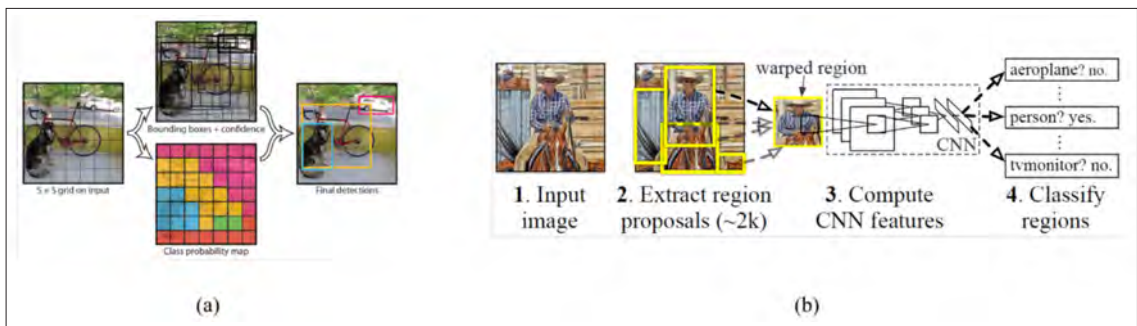 S × S grid on input
Bounding boxes + confidence
Class probability map
Final detections
(a)
warped region
aeroplane? no.
person? yes.
tvmonitor? no.
CNN
1. Input
image
2. Extract region
proposals (~2k)
3. Compute
CNN features
4. Classify
regions
(b)